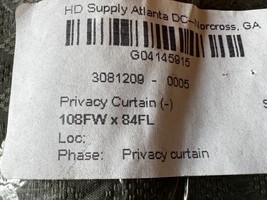 HD Supply Atlanta DC-Norcross, GA
G04145915
3081209 - 0005
Privacy Curtain (-)
108FW x 84FL
Loc:
Phase: Privacy curtain
S